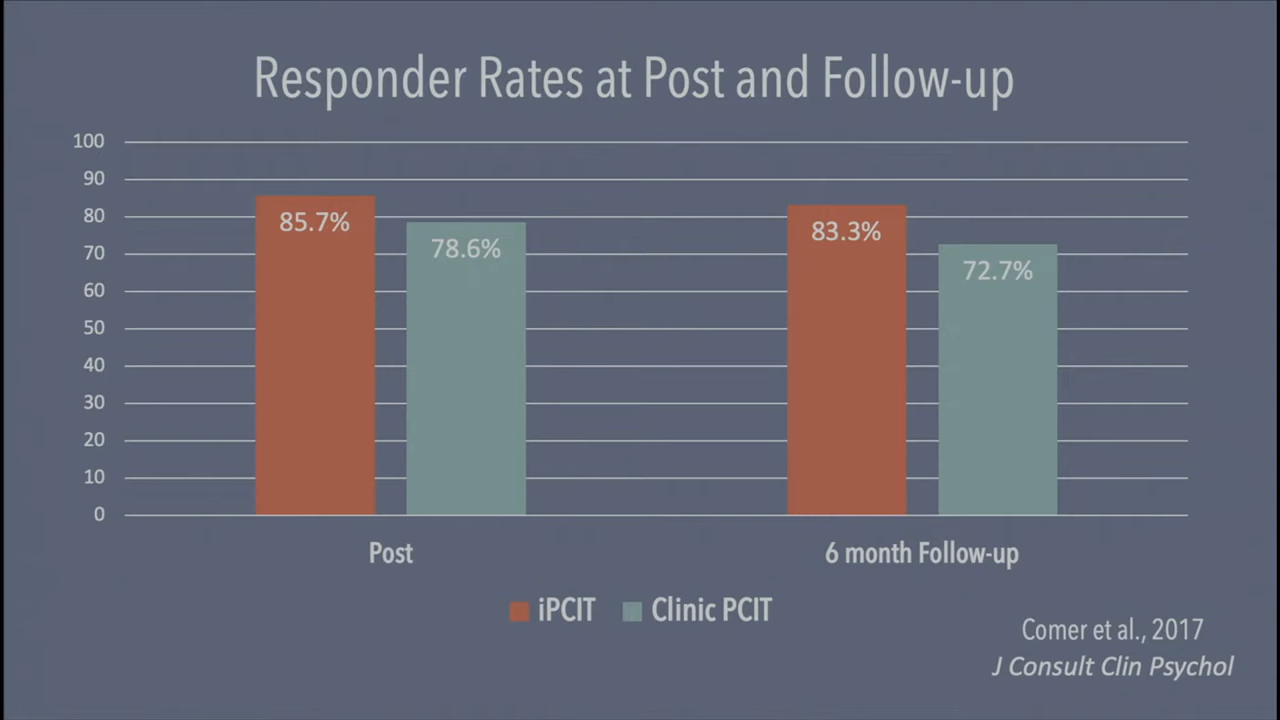 Responder Rates at Post and Follow-up
100
90
80
70
60
50
40
30
20
10
0
85.7%
78.6%
83.3%
72.7%
Post
6 month Follow-up
iPCIT
Clinic PCIT
Comer et al., 2017
J Consult Clin Psychol